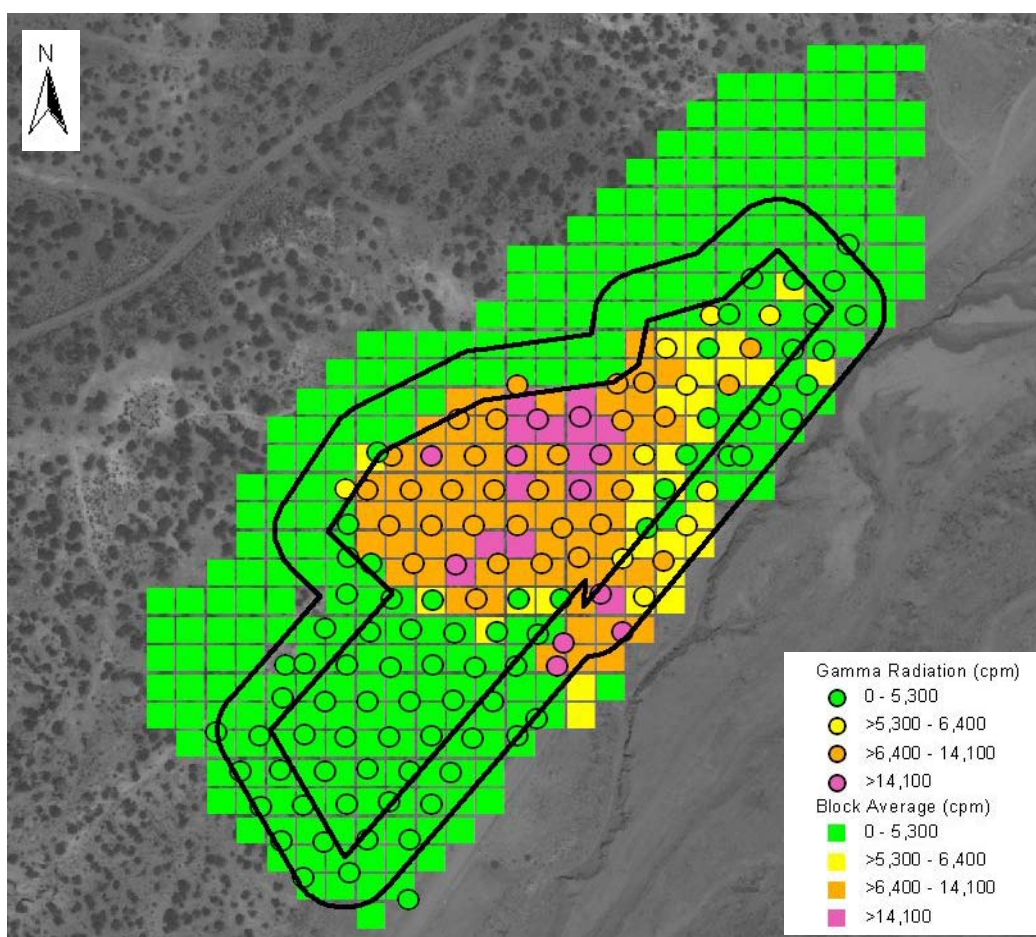 N
Gamma Radiation (cpm)
0 - 5,300
>5,300 - 6,400
>6,400 - 14,100
>14,100
Block Average (cpm)
0 - 5,300
>5,300 - 6,400
>6,400 - 14,100
>14,100